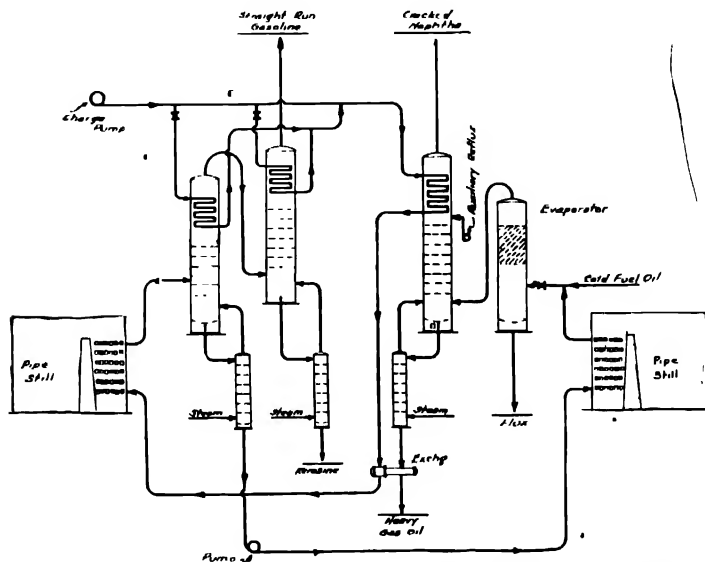 Straight Run
Gasoline
Cracked
Naphtha
Charge
Pump
Auxiliary Reflux
Evaporator
Cold Fuel Oil
Pipe
Still
Pipe
Still
Steam
Steam
Steam
Flux
Kerosine
Exchg
Heavy
Gas Oil
Pump